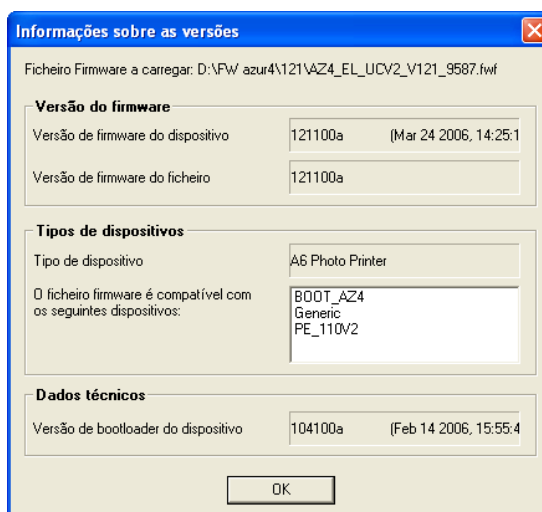 Informações sobre as versões
Ficheiro Firmware a carregar: D:\FW azur4\121\AZ4_EL_UCV2_V121_9587.fwf
Versão do firmware
Versão de firmware do dispositivo 121100a (Mar 24 2006, 14:25:1
Versão de firmware do ficheiro 121100a
Tipos de dispositivos
Tipo de dispositivo A6 Photo Printer
O ficheiro firmware é compatível com
os seguintes dispositivos:
BOOT_AZ4
Generic
PE_110V2
Dados técnicos
Versão de bootloader do dispositivo 104100a (Feb 14 2006, 15:55:4
OK